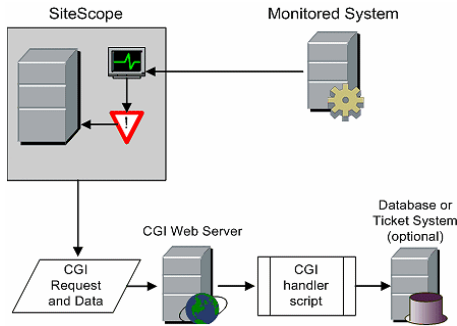 SiteScope
Monitored System
!
CGI Web Server
Database or
Ticket System
(optional)
CGI
Request
and Data
CGI
handler
script